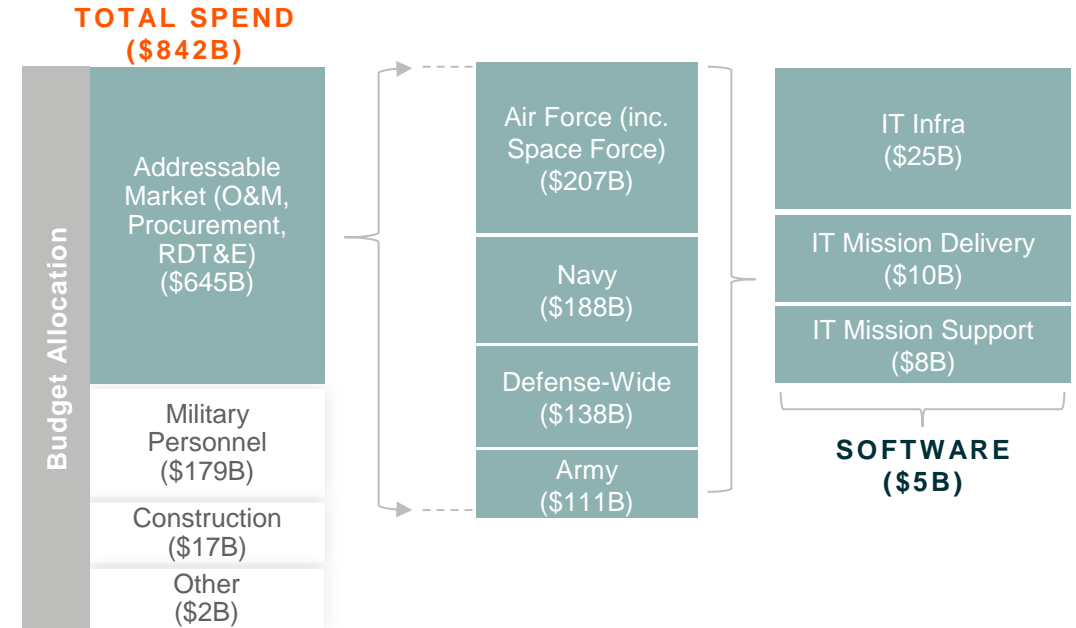 TOTAL SPEND
($842B)
Budget Allocation
Addressable
Market (O&M,
Procurement,
RDT&E)
($645B)
Military
Personnel
($179B)
Construction
($17B)
Other
($2B)
Air Force (inc.
Space Force)
($207B)
Navy
($188B)
Defense-Wide
($138B)
Army
($111B)
IT Infra
($25B)
IT Mission Delivery
($10B)
IT Mission Support
($8B)
SOFTWARE
($5B)